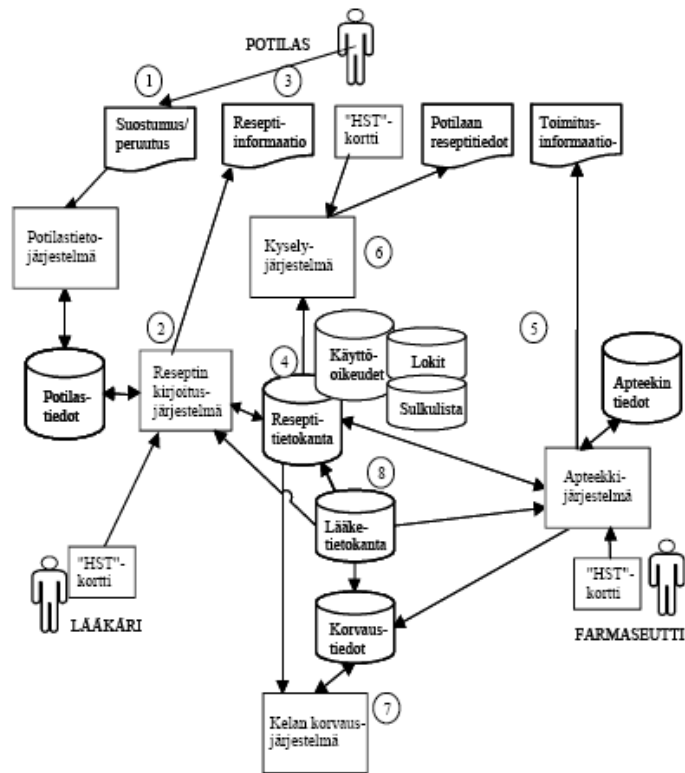 POTILAS
1
3
Suostumus/
peruutus
Resepti-
informaatio
"HST"-
kortti
Potilaan
reseptitiedot
Toimitus-
informaatio-
Potilastieto-
järjestelmä
Kysely-
järjestelmä
6
2
4
5
Käyttö-
oikeudet
Lokit
Sulkulista
Potilas-
tiedot
Reseptin
kirjoitus-
järjestelmä
Resepti-
tietokanta
Apteekin
tiedot
8
Apteekki-
järjestelmä
Lääke-
tietokanta
"HST"-
kortti
LÄÄKÄRI
"HST"-
kortti
FARMASEUTTI
Korvaus-
tiedot
7
Kelan korvaus-
järjestelmä